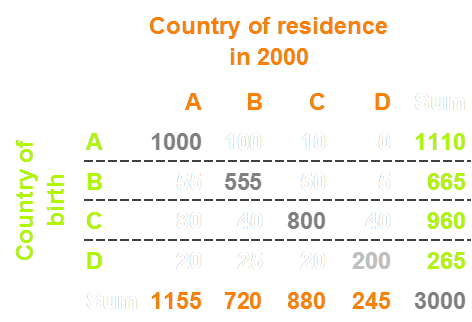 Country of residence
in 2000
A B C D Sum
Country of
birth
A 1000 100 10 0 1110
B 55 555 50 5 665
C 80 40 800 40 960
D 20 25 20 200 265
Sum 1155 720 880 245 3000